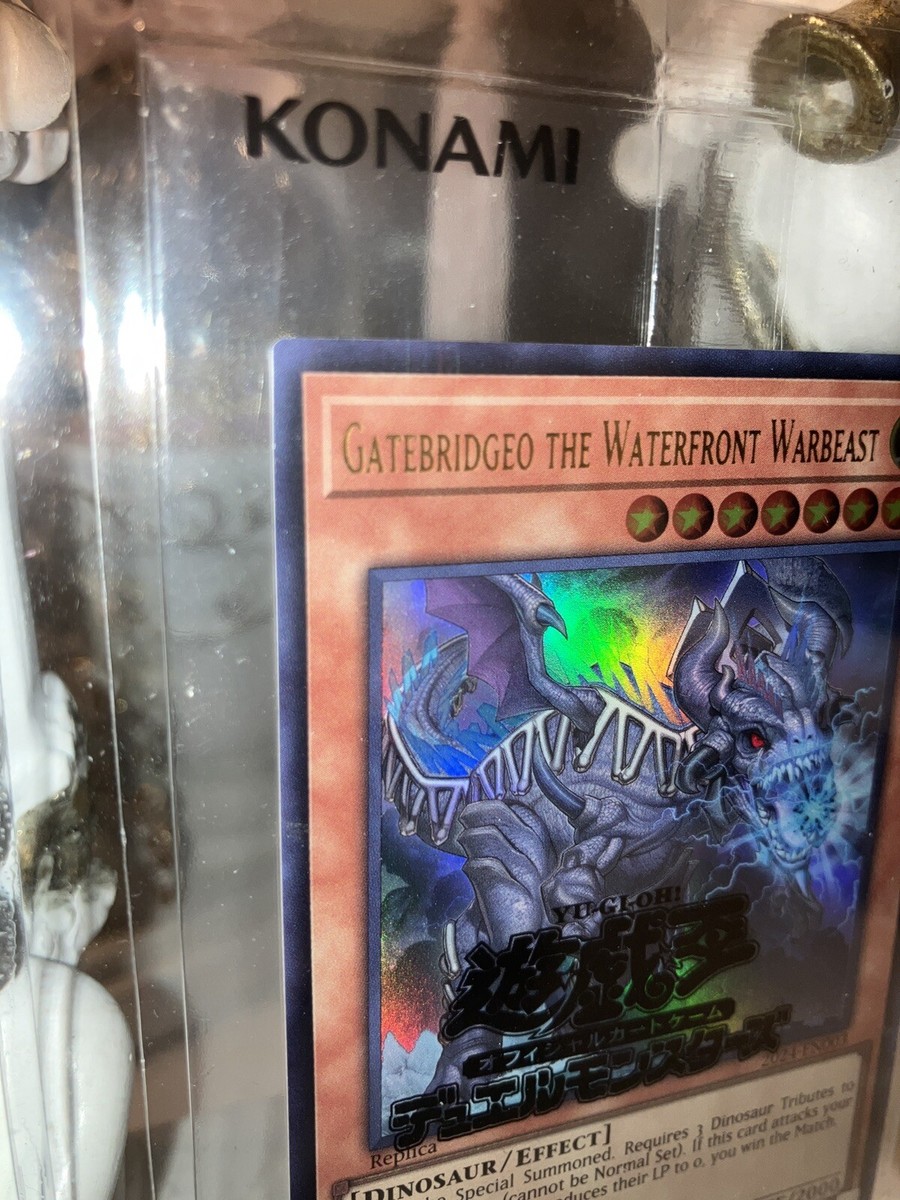 KONAMI
GATEBRIDGEO THE WATERFRONT WARBEAST
YU-GI-OH!
遊戯王
オフィシャルカードゲーム
デュエルモンスターズ
2024-EN001
Replica
[DINOSAUR/EFFECT]
Special Summoned. Requires 3 Dinosaur Tributes to
(cannot be Normal Set). If this card attacks your
their LP to 0, you win the Match.